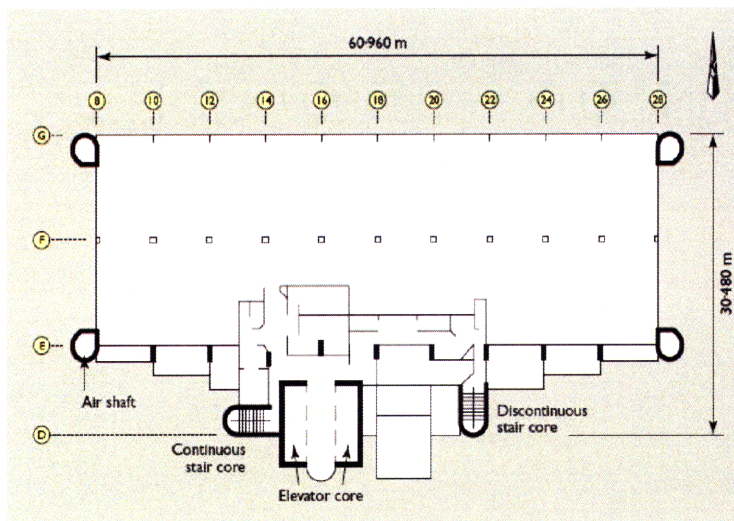 60·960 m
8 10 12 14 16 18 20 22 24 26 28
G
F
30·480 m
E
Air shaft
D
Continuous
stair core
Elevator core
Discontinuous
stair core